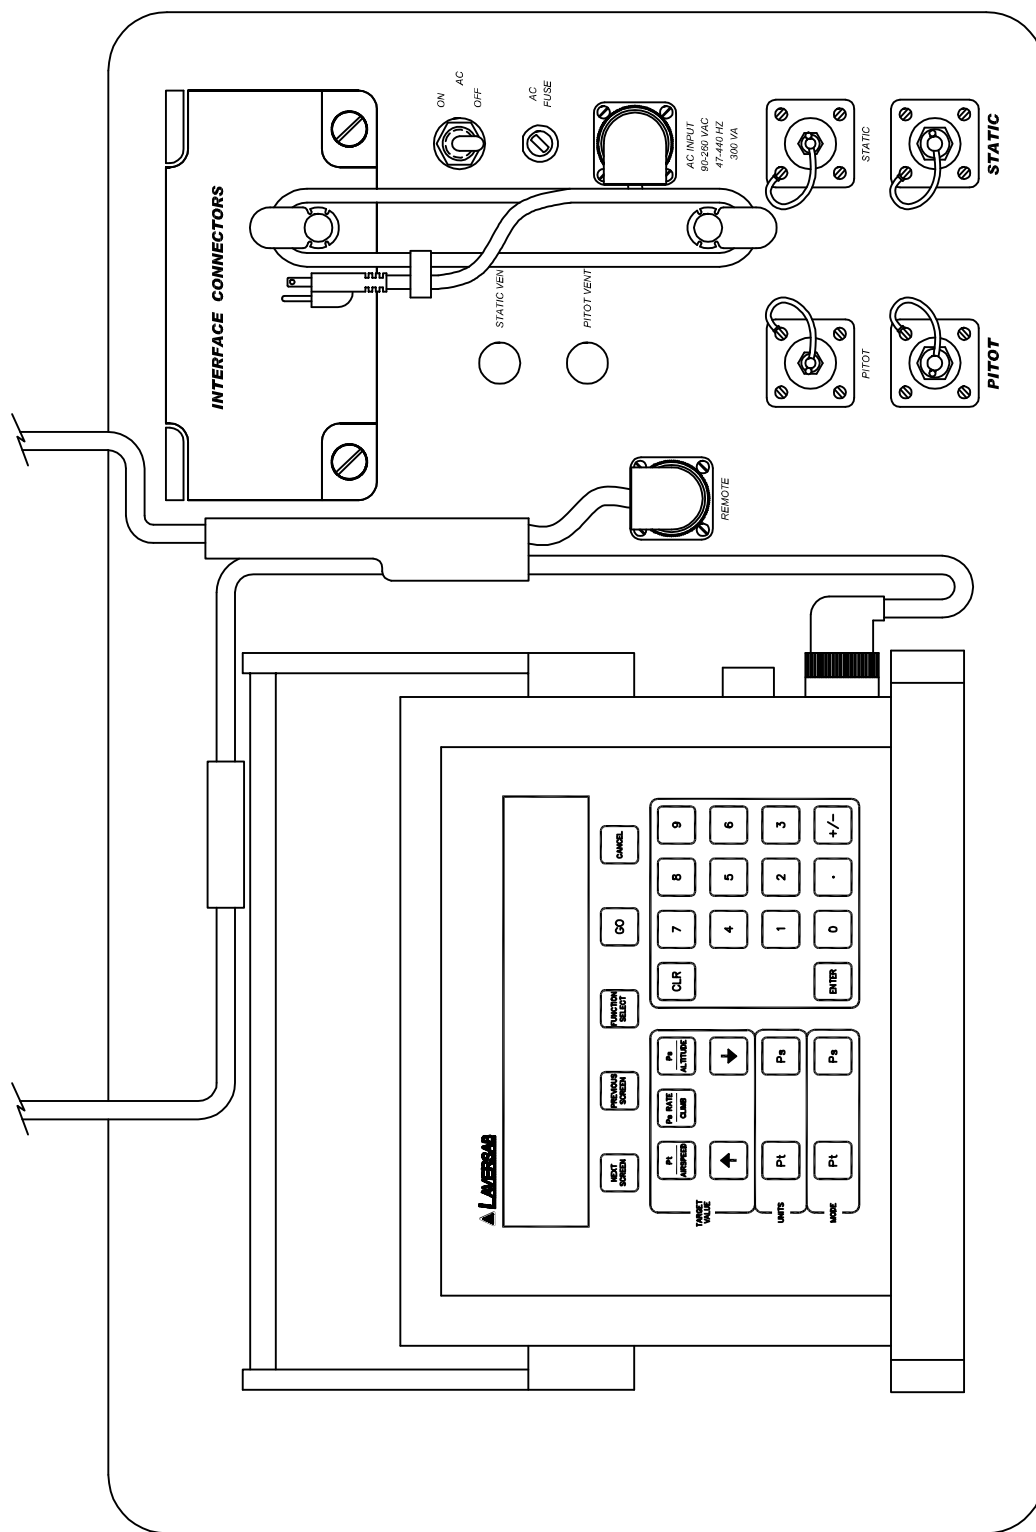 INTERFACE CONNECTORS
ON
AC
OFF
AC
FUSE
STATIC VEN
PITOT VENT
AC INPUT
90-260 VAC
47-440 HZ
300 VA
REMOTE
PITOT
STATIC
PITOT
STATIC
LAVERSAB
NEXT
SCREEN
PREVIOUS
SCREEN
FUNCTION
SELECT
GO
CANCEL
TARGET
VALUE
Pt
AIRSPEED
Ps RATE
CLIMB
Ps
ALTITUDE
CLR
7
8
9
4
5
6
UNITS
Pt
Ps
1
2
3
MODE
Pt
Ps
ENTER
0
.
+/-